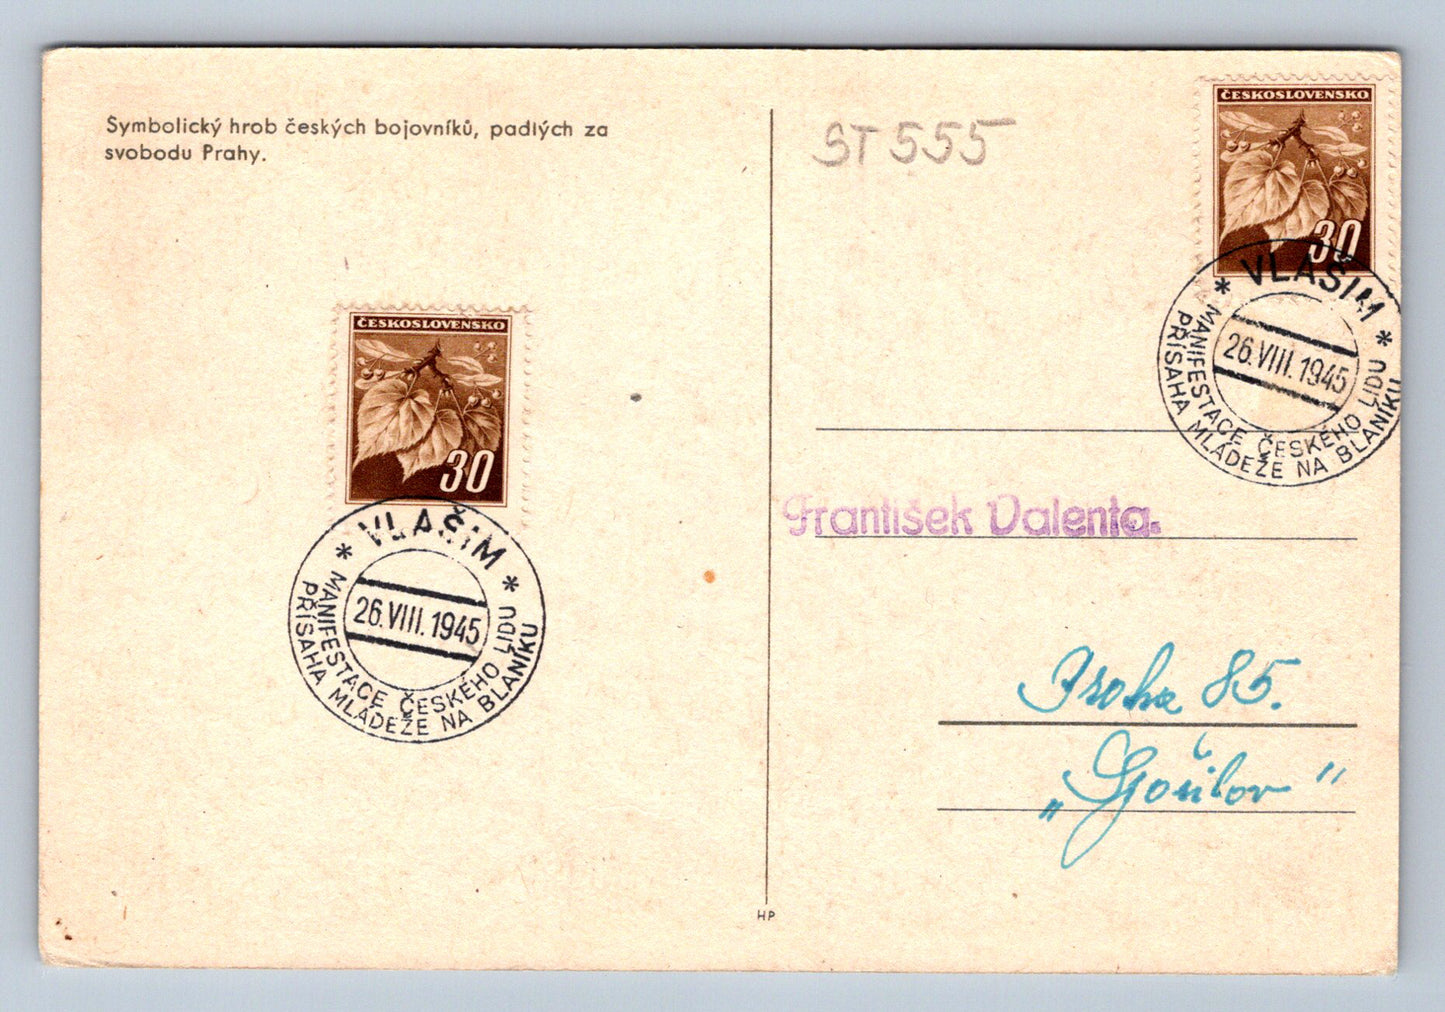 Symbolický hrob českých bojovníků, padlých za
svobodu Prahy.
ST 555
ČESKOSLOVENSKO
30
VLAŠIM
26.VIII.1945
MANIFESTACE ČESKÉHO LIDU
PŘÍSAHA MLÁDEŽE NA BLANÍKU
ČESKOSLOVENSKO
30
VLAŠIM
26.VIII.1945
MANIFESTACE ČESKÉHO LIDU
PŘÍSAHA MLÁDEŽE NA BLANÍKU
František Valenta.
Praha 85.
HP